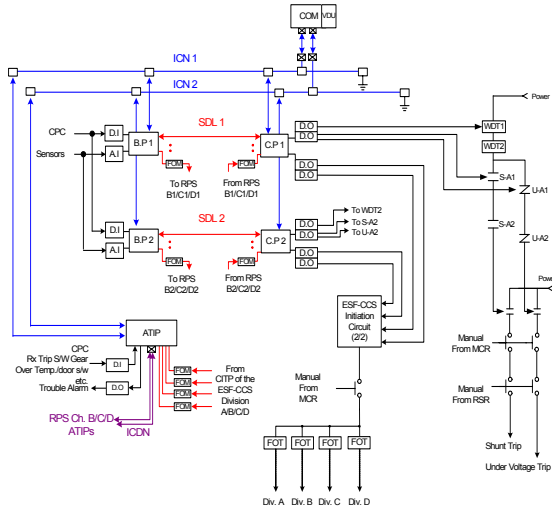 COM
VDU
ICN 1
ICN 2
Power
CPC
D.I
SDL 1
D.O
WDT1
B.P 1
C.P 1
D.O
WDT2
Sensors
A.I
FOM
FOM
D.O
S-A1
U-A1
To RPS
B1/C1/D1
From RPS
B1/C1/D1
D.O
SDL 2
To WDT2
To S-A2
To U-A2
D.I
D.O
S-A2
U-A2
B.P 2
C.P 2
D.O
A.I
FOM
FOM
D.O
To RPS
B2/C2/D2
From RPS
B2/C2/D2
D.O
Power
ESF-CCS
Initiation
Circuit
(2/2)
ATIP
Manual
From MCR
CPC
Rx Trip S/W Gear
Over Temp./door s/w
etc.
D.I
Trouble Alarm
D.O
FOM
FOM
FOM
FOM
From
CITP of the
ESF-CCS
Division
A/B/C/D
Manual
From
MCR
Manual
From RSR
RPS Ch. B/C/D
ATIPs
ICDN
Shunt Trip
Under Voltage Trip
FOT
FOT
FOT
FOT
Div. A
Div. B
Div. C
Div. D